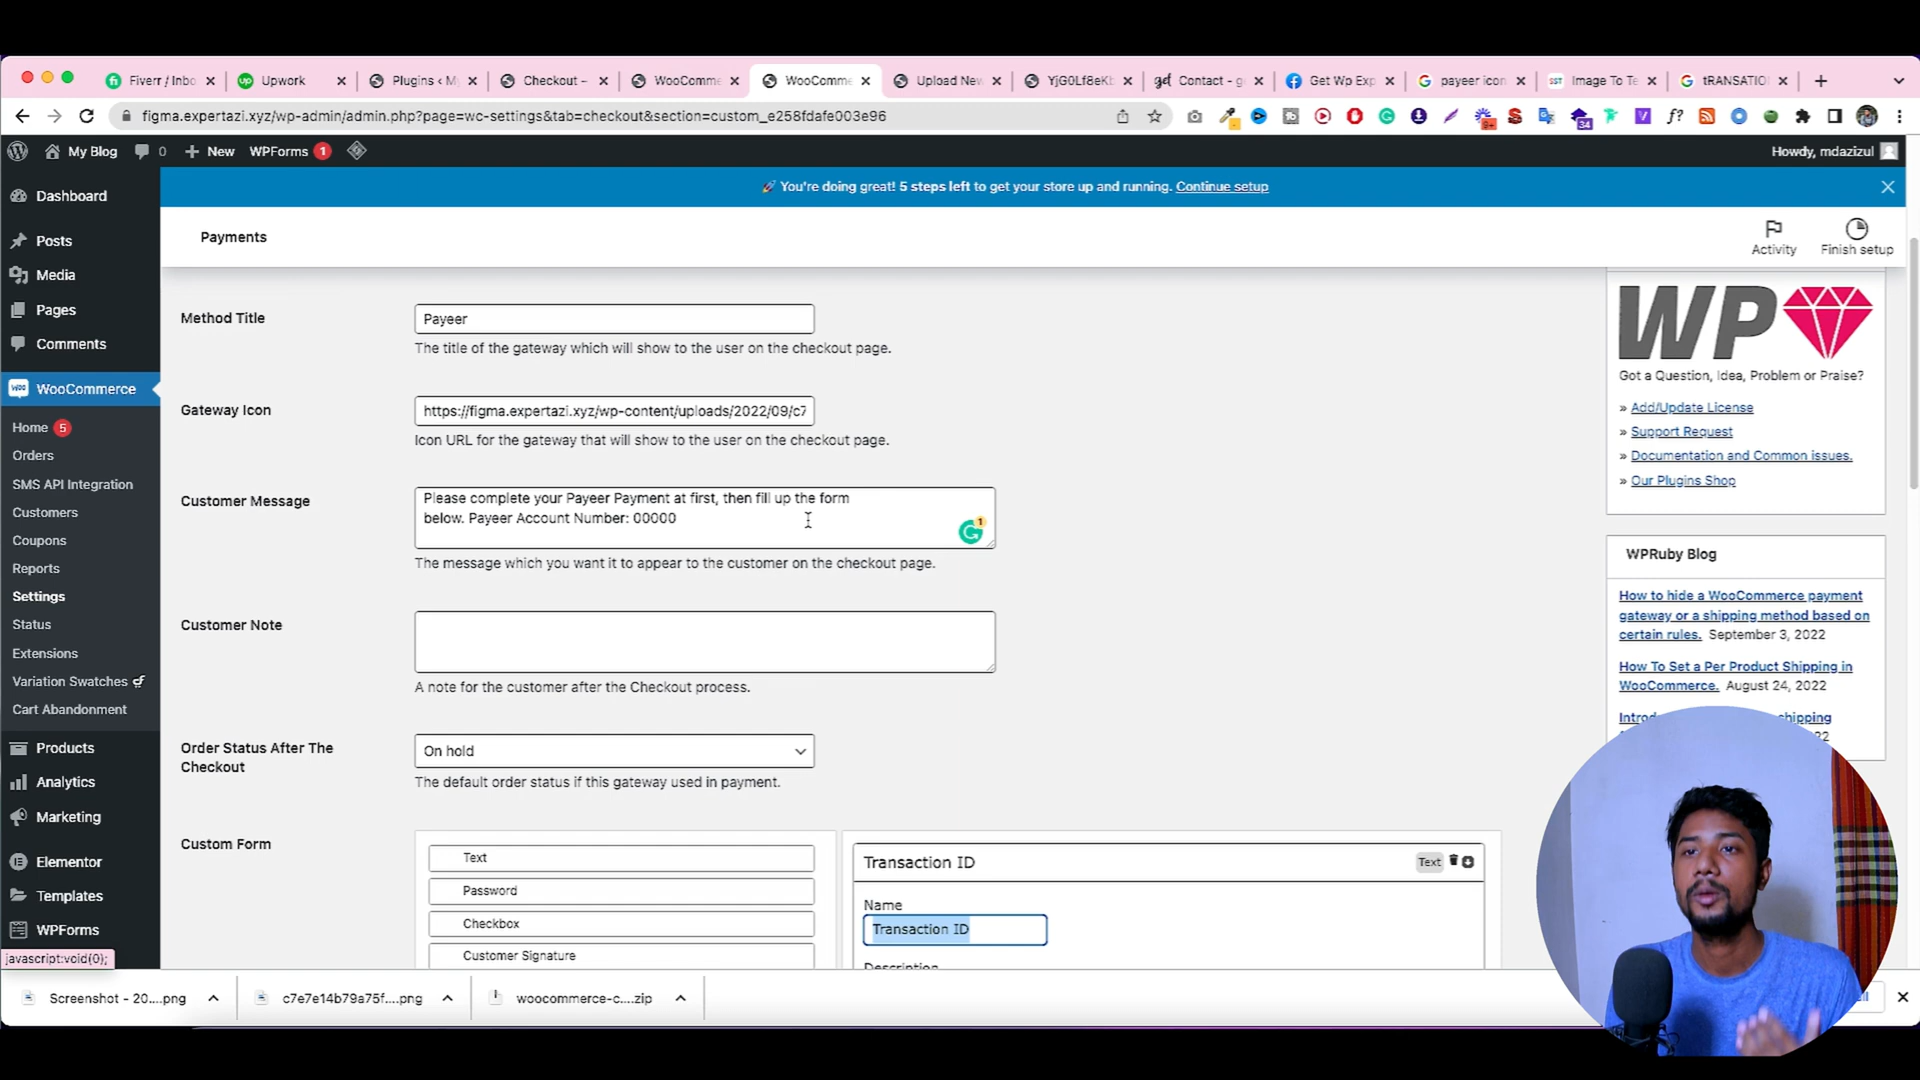 Fiverr / Inbo
Upwork
Plugins ‹ M
Checkout –
WooComme
WooComme
Upload New
YjG0Lf8eKb
get Contact - g
Get Wp Exp
payeer icon
SST Image To Te
tRANSATIO
figma.expertazi.xyz/wp-admin/admin.php?page=wc-settings&tab=checkout&section=custom_e258fdafe003e96
My Blog 0 New WPForms 1
Howdy, mdazizul
🚀 You're doing great! 5 steps left to get your store up and running. Continue setup
Payments
Activity
Finish setup
Dashboard
Posts
Media
Pages
Comments
WooCommerce
Home 5
Orders
SMS API Integration
Customers
Coupons
Reports
Settings
Status
Extensions
Variation Swatches
Cart Abandonment
Products
Analytics
Marketing
Elementor
Templates
WPForms
javascript:void(0);
Method Title
Payeer
The title of the gateway which will show to the user on the checkout page.
Gateway Icon
https://figma.expertazi.xyz/wp-content/uploads/2022/09/c7
Icon URL for the gateway that will show to the user on the checkout page.
Customer Message
Please complete your Payeer Payment at first, then fill up the form
below. Payeer Account Number: 00000
1
The message which you want it to appear to the customer on the checkout page.
Customer Note
A note for the customer after the Checkout process.
Order Status After The
Checkout
On hold
The default order status if this gateway used in payment.
Custom Form
Text
Password
Checkbox
Customer Signature
Transaction ID
Text
Name
Transaction ID
Description
WP
Got a Question, Idea, Problem or Praise?
» Add/Update License
» Support Request
» Documentation and Common issues.
» Our Plugins Shop
WPRuby Blog
How to hide a WooCommerce payment
gateway or a shipping method based on
certain rules. September 3, 2022
How To Set a Per Product Shipping in
WooCommerce. August 24, 2022
Screenshot - 20....png
c7e7e14b79a75f....png
woocommerce-c....zip